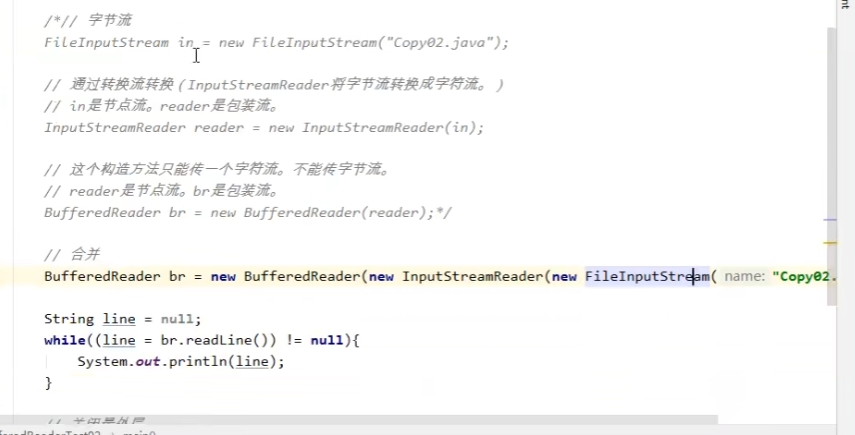 /*// 字节流
FileInputStream in = new FileInputStream("Copy02.java");
// 通过转换流转换（InputStreamReader将字节流转换成字符流。）
// in是节点流。reader是包装流。
InputStreamReader reader = new InputStreamReader(in);
// 这个构造方法只能传一个字符流。不能传字节流。
// reader是节点流。br是包装流。
BufferedReader br = new BufferedReader(reader);*/
// 合并
BufferedReader br = new BufferedReader(new InputStreamReader(new FileInputStream( name: "Copy02.
String line = null;
while((line = br.readLine()) != null){
System.out.println(line);
}
// 关闭最外层